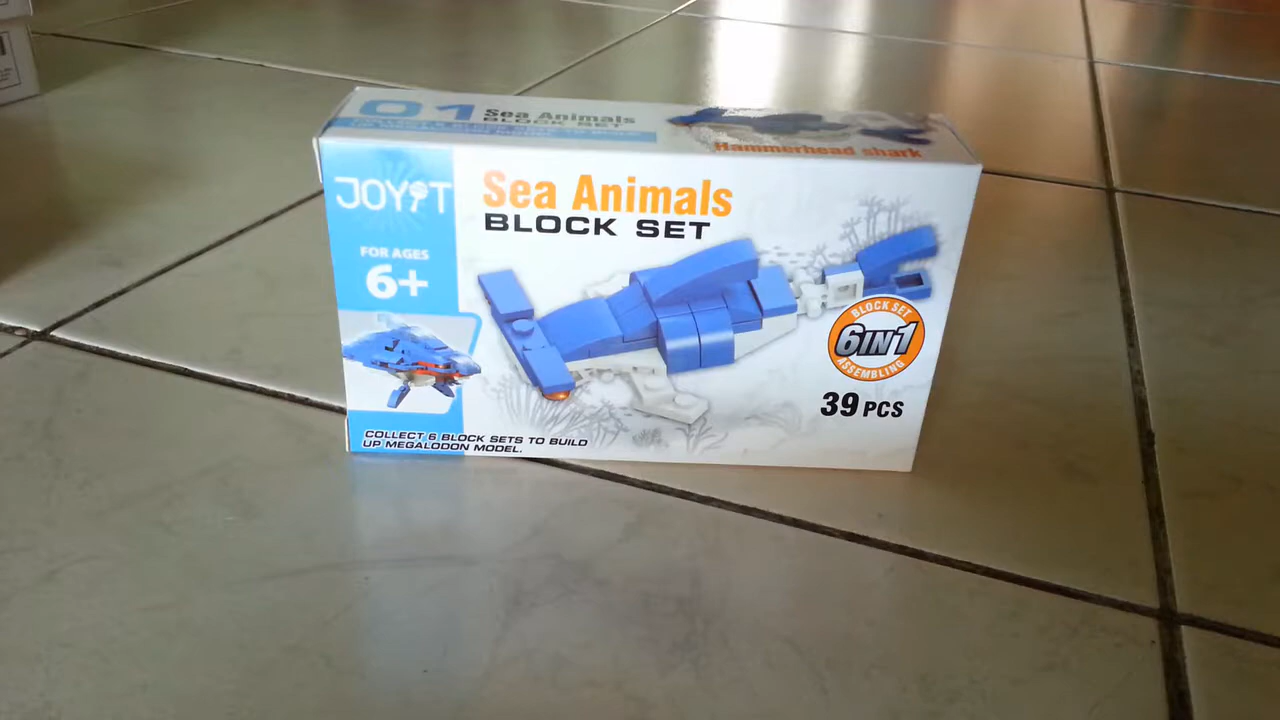 01 Sea Animals
BLOCK SET
Hammerhead shark
JOYIT
FOR AGES
6+
Sea Animals
BLOCK SET
BLOCK SET
6IN1
ASSEMBLING
39 PCS
COLLECT 6 BLOCK SETS TO BUILD
UP MEGALODON MODEL.